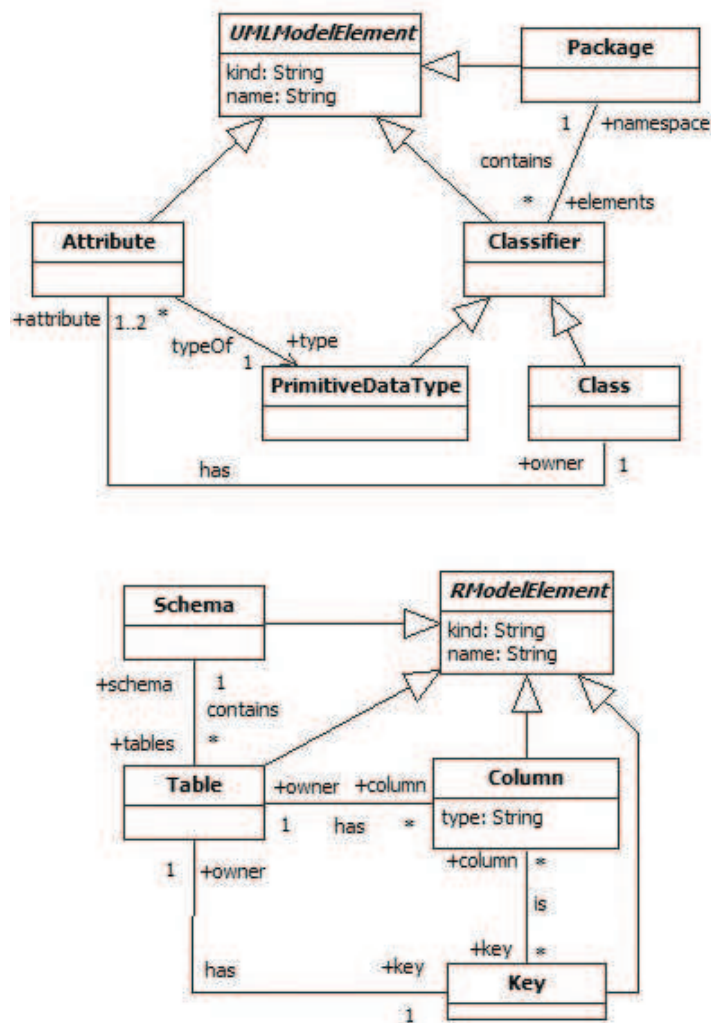 UMLModelElement
kind: String
name: String
Package
1 +namespace
contains
* +elements
Attribute
Classifier
+attribute 1..2 *
typeOf 1 +type
PrimitiveDataType
Class
has
+owner 1
Schema
RModelElement
kind: String
name: String
+schema 1
contains
+tables *
Table
+owner +column
1 has *
Column
type: String
1 +owner
+column *
is
+key *
has
+key
1
Key